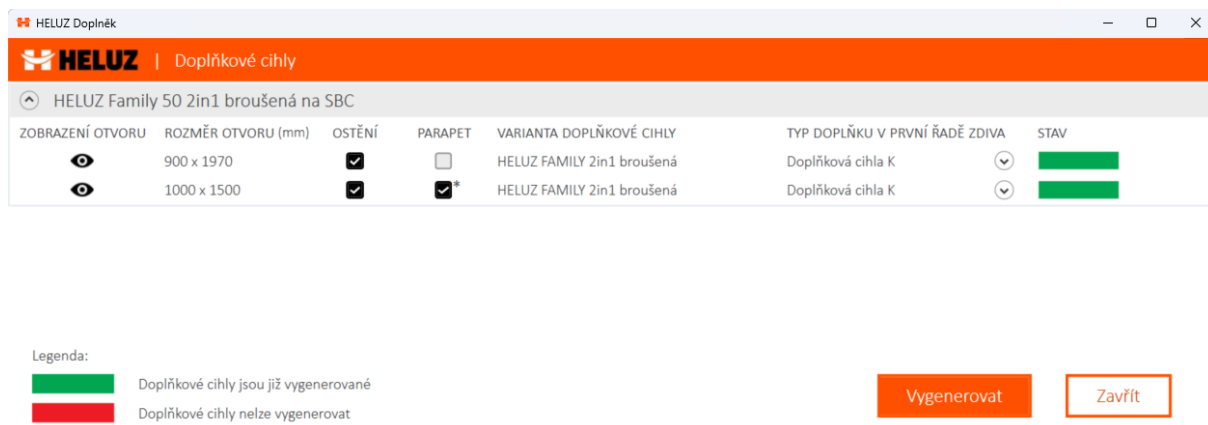 HELUZ Doplněk
HELUZ | Doplňkové cihly
HELUZ Family 50 2in1 broušená na SBC
ZOBRAZENÍ OTVORU ROZMĚR OTVORU (mm) OSTĚNÍ PARAPET VARIANTA DOPLŇKOVÉ CIHLY TYP DOPLŇKU V PRVNÍ ŘADĚ ZDIVA STAV
900 x 1970 HELUZ FAMILY 2in1 broušená Doplňková cihla K
1000 x 1500 * HELUZ FAMILY 2in1 broušená Doplňková cihla K
Legenda:
Doplňkové cihly jsou již vygenerované
Vygenerovat Zavřít
Doplňkové cihly nelze vygenerovat